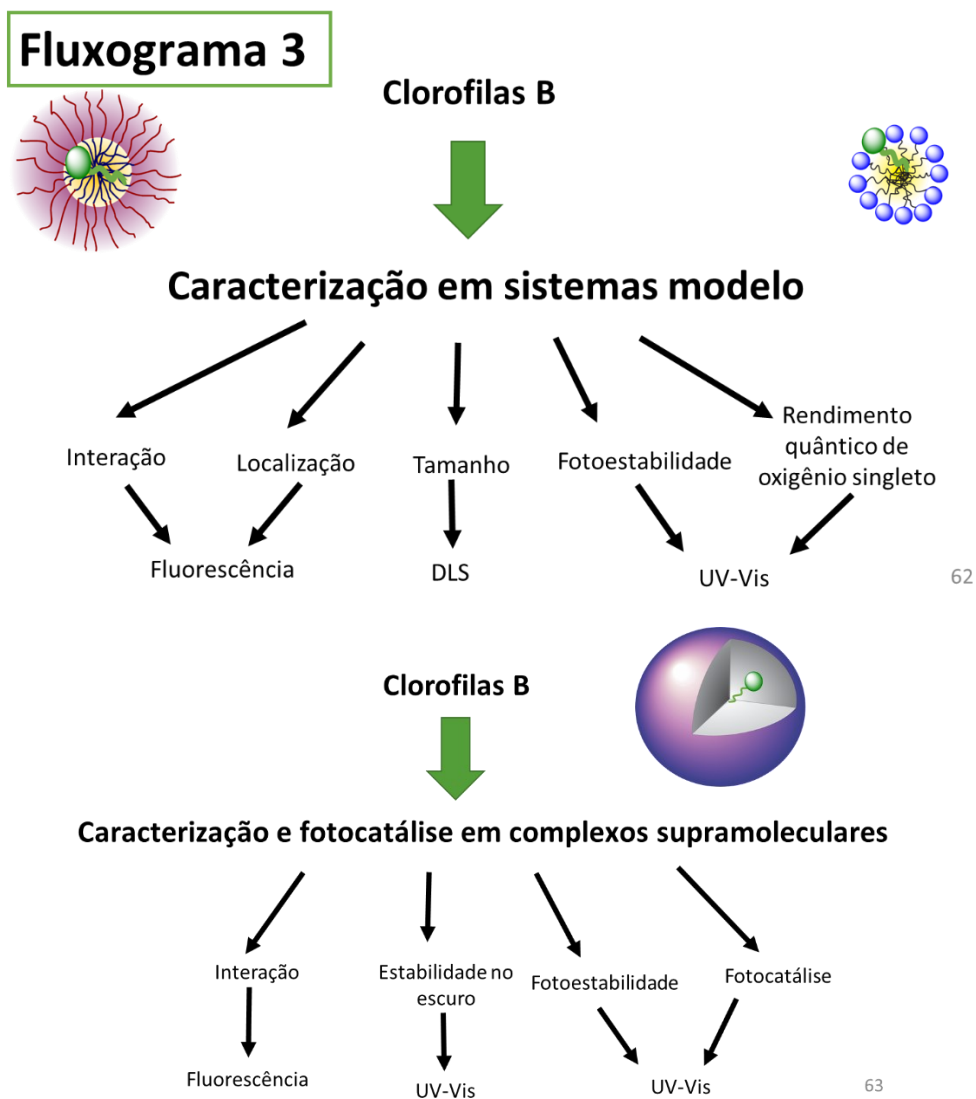 Fluxograma 3
Clorofilas B
Caracterização em sistemas modelo
Interação
Localização
Tamanho
Fotoestabilidade
Rendimento
quântico de
oxigênio singleto
Fluorescência
DLS
UV-Vis
62
Clorofilas B
Caracterização e fotocatálise em complexos supramoleculares
Interação
Estabilidade no
escuro
Fotoestabilidade
Fotocatálise
Fluorescência
UV-Vis
UV-Vis
63